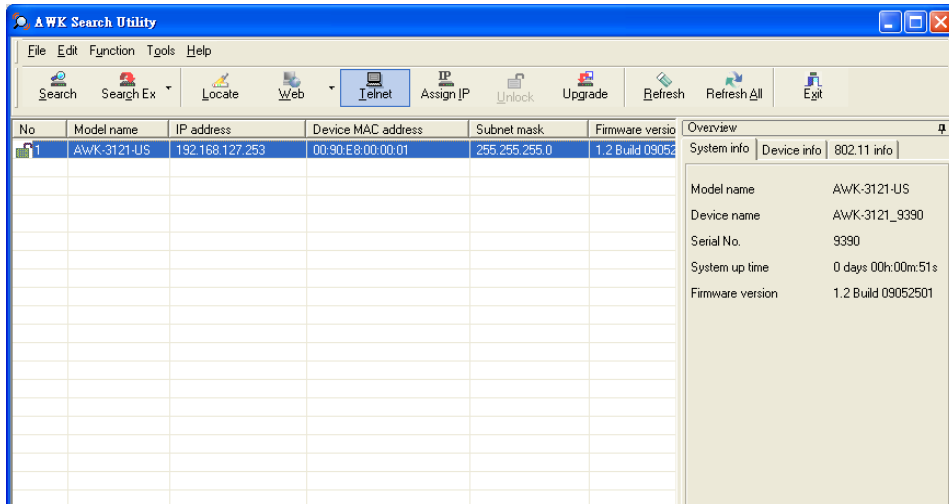 AWK Search Utility
File Edit Function Tools Help
Search Search Ex Locate Web Telnet IP Assign IP Unlock Upgrade Refresh Refresh All Exit
No Model name IP address Device MAC address Subnet mask Firmware versio
1 AWK-3121-US 192.168.127.253 00:90:E8:00:00:01 255.255.255.0 1.2 Build 09052
Overview
System info Device info 802.11 info
Model name AWK-3121-US
Device name AWK-3121_9390
Serial No. 9390
System up time 0 days 00h:00m:51s
Firmware version 1.2 Build 09052501